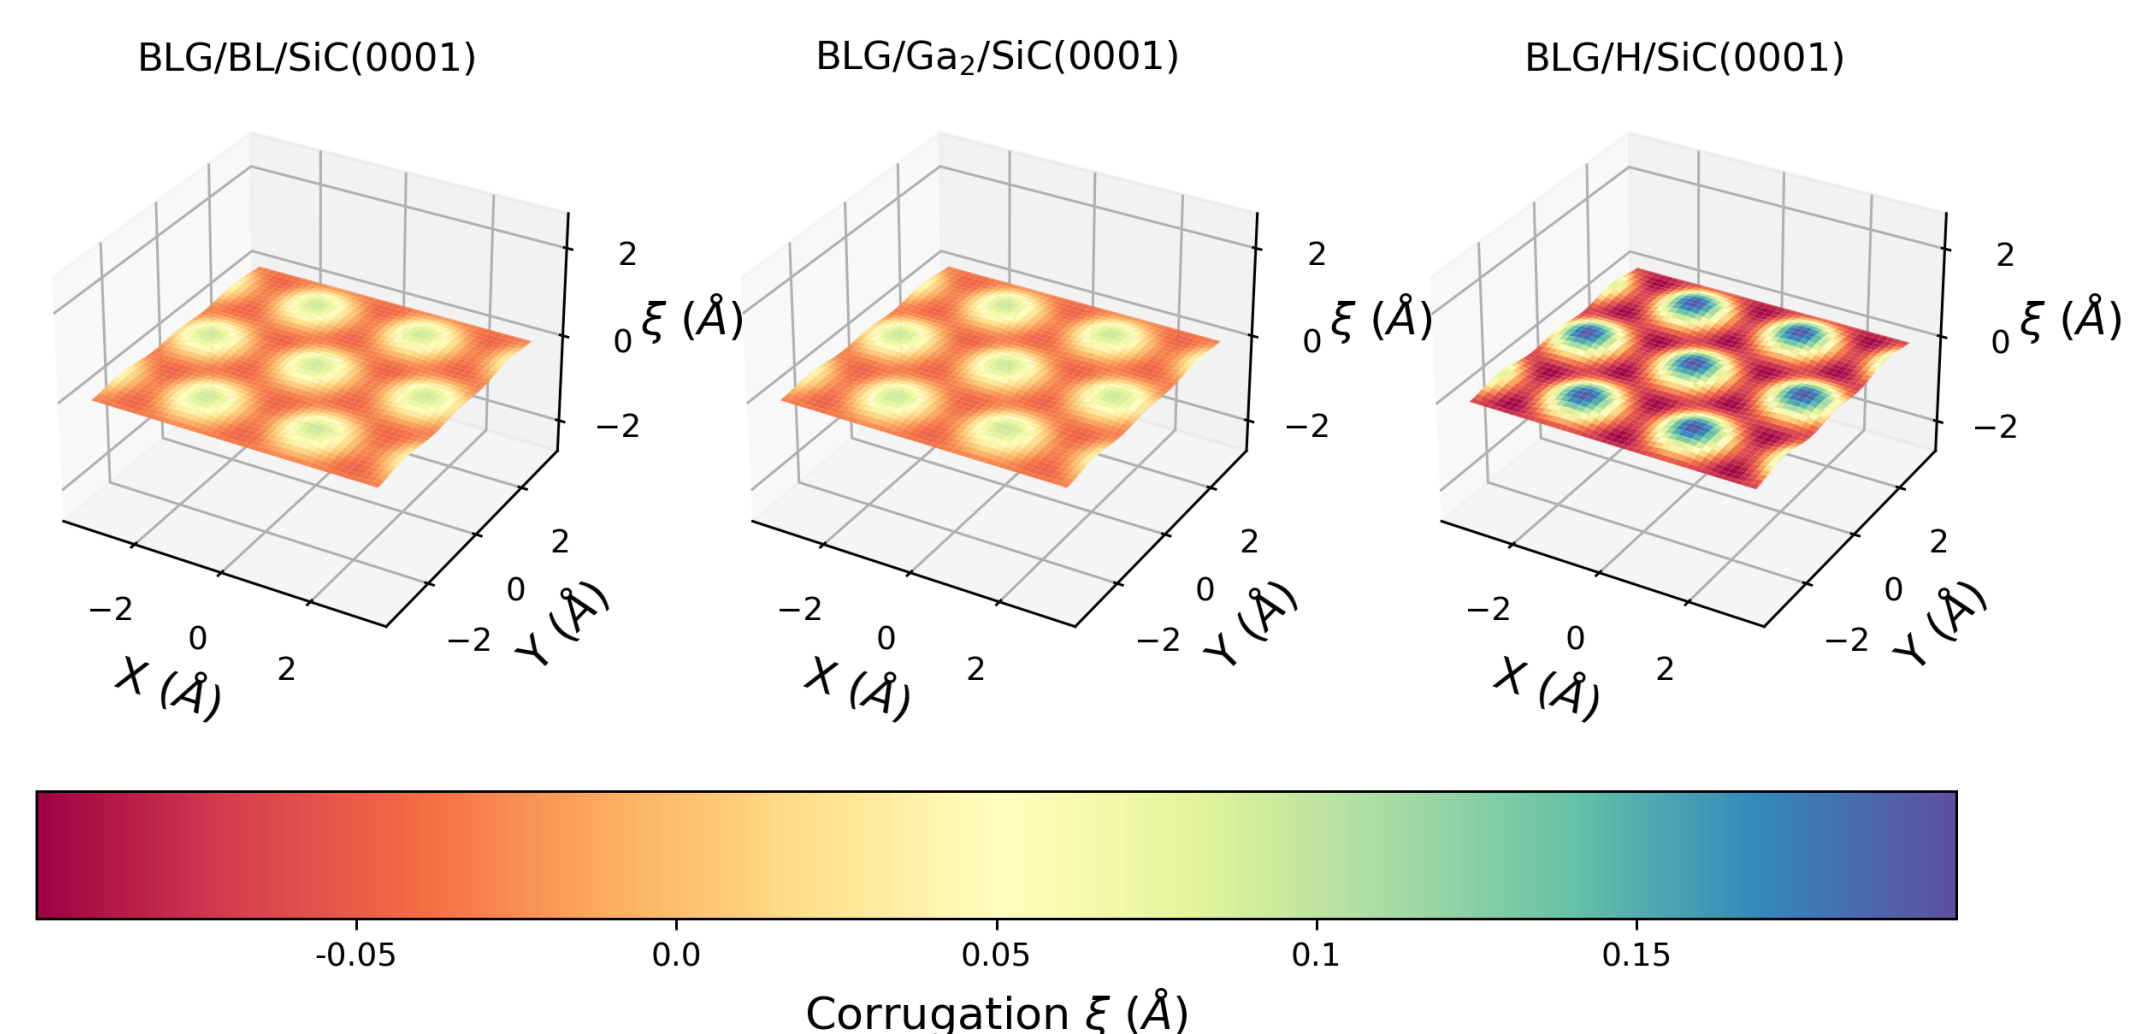 BLG/BL/SiC(0001)
BLG/Ga₂/SiC(0001)
BLG/H/SiC(0001)
2
0
−2
ξ (Å)
2
0
−2
Y (Å)
−2
0
2
X (Å)
2
0
−2
ξ (Å)
2
0
−2
Y (Å)
−2
0
2
X (Å)
2
0
−2
ξ (Å)
2
0
−2
Y (Å)
−2
0
2
X (Å)
-0.05 0.0 0.05 0.1 0.15
Corrugation ξ (Å)